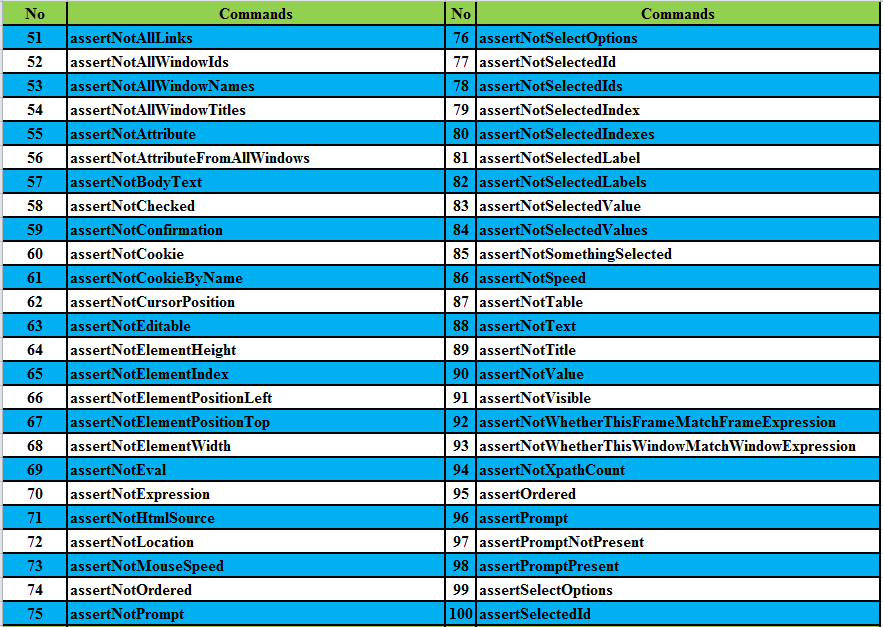 No Commands No Commands
51 assertNotAllLinks 76 assertNotSelectOptions
52 assertNotAllWindowIds 77 assertNotSelectedId
53 assertNotAllWindowNames 78 assertNotSelectedIds
54 assertNotAllWindowTitles 79 assertNotSelectedIndex
55 assertNotAttribute 80 assertNotSelectedIndexes
56 assertNotAttributeFromAllWindows 81 assertNotSelectedLabel
57 assertNotBodyText 82 assertNotSelectedLabels
58 assertNotChecked 83 assertNotSelectedValue
59 assertNotConfirmation 84 assertNotSelectedValues
60 assertNotCookie 85 assertNotSomethingSelected
61 assertNotCookieByName 86 assertNotSpeed
62 assertNotCursorPosition 87 assertNotTable
63 assertNotEditable 88 assertNotText
64 assertNotElementHeight 89 assertNotTitle
65 assertNotElementIndex 90 assertNotValue
66 assertNotElementPositionLeft 91 assertNotVisible
67 assertNotElementPositionTop 92 assertNotWhetherThisFrameMatchFrameExpression
68 assertNotElementWidth 93 assertNotWhetherThisWindowMatchWindowExpression
69 assertNotEval 94 assertNotXpathCount
70 assertNotExpression 95 assertOrdered
71 assertNotHtmlSource 96 assertPrompt
72 assertNotLocation 97 assertPromptNotPresent
73 assertNotMouseSpeed 98 assertPromptPresent
74 assertNotOrdered 99 assertSelectOptions
75 assertNotPrompt 100 assertSelectedId